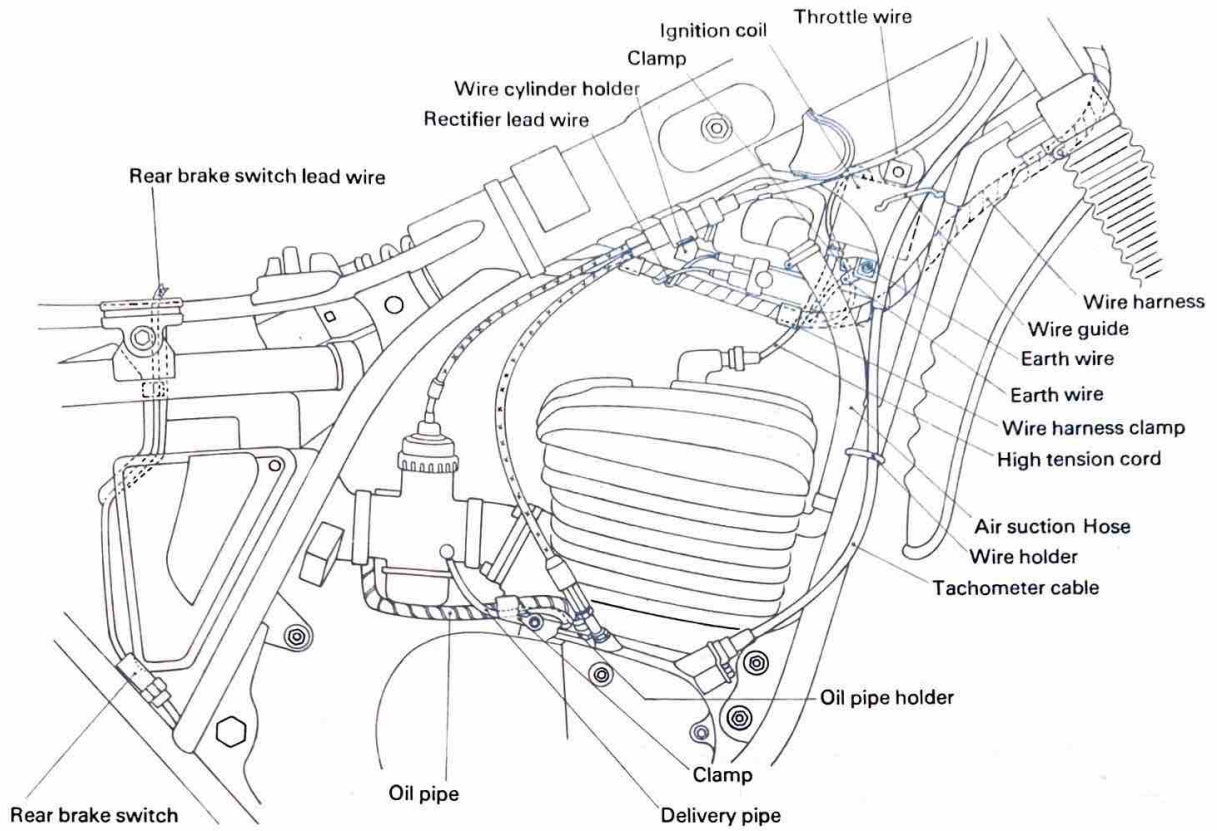 Throttle wire
Ignition coil
Clamp
Wire cylinder holder
Rectifier lead wire
Rear brake switch lead wire
Wire harness
Wire guide
Earth wire
Earth wire
Wire harness clamp
High tension cord
Air suction Hose
Wire holder
Tachometer cable
Oil pipe holder
Clamp
Oil pipe
Delivery pipe
Rear brake switch